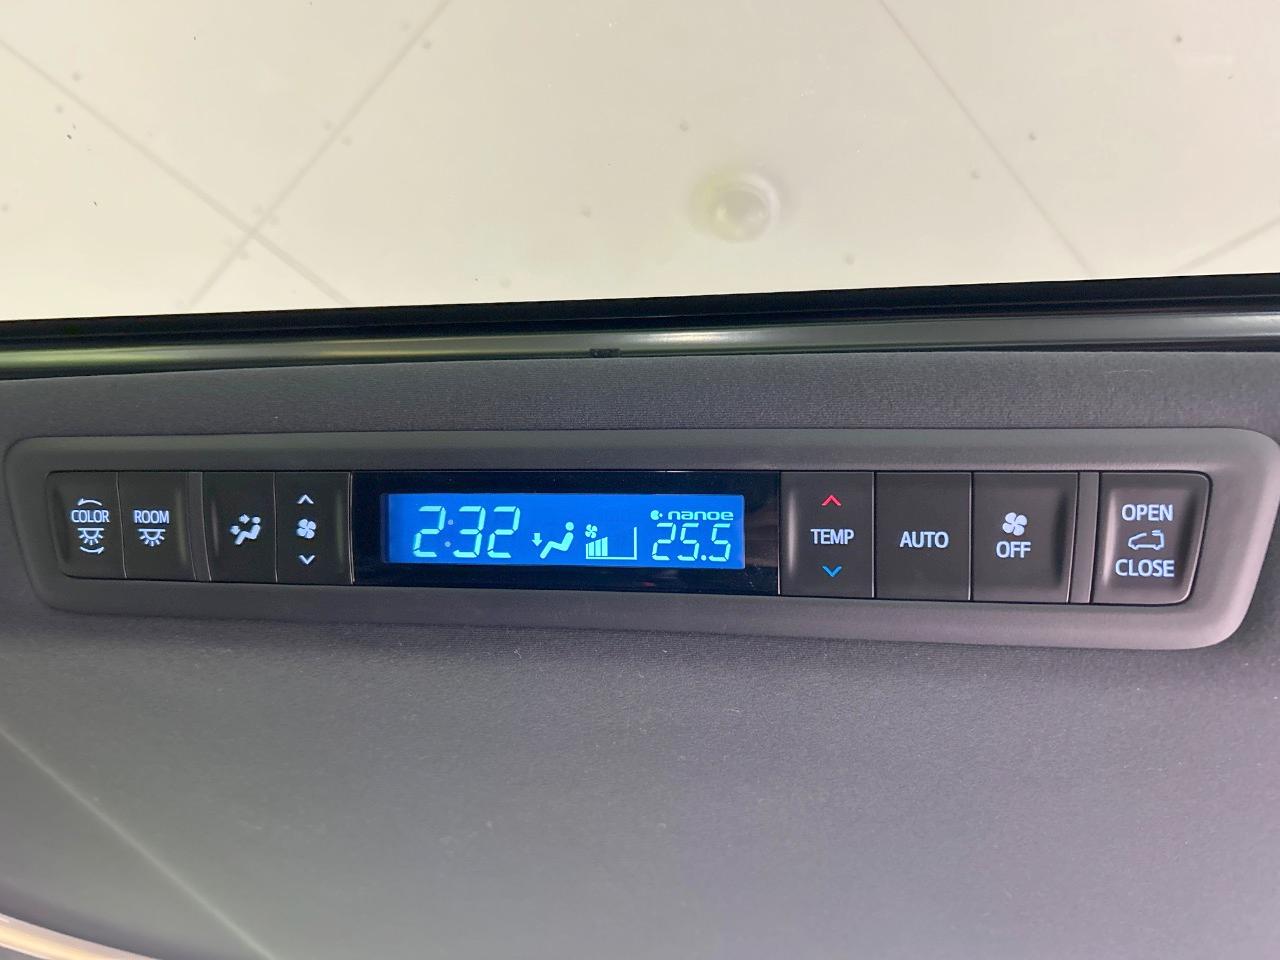 COLOR
ROOM
2:32
nanoe
25.5
TEMP
AUTO
OFF
OPEN
CLOSE